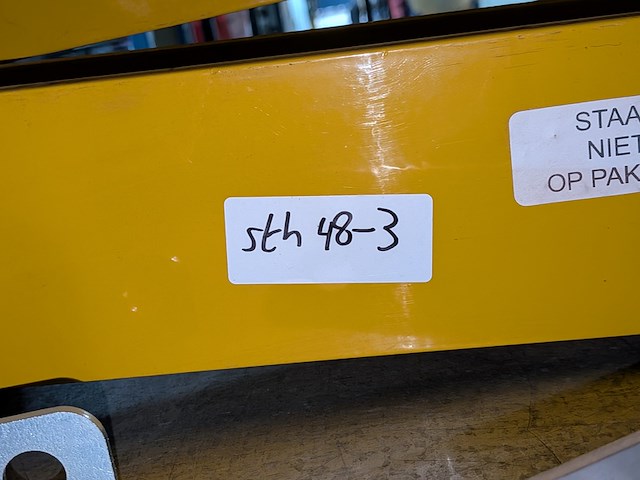 sth 48-3
STAA
NIET
OP PAK